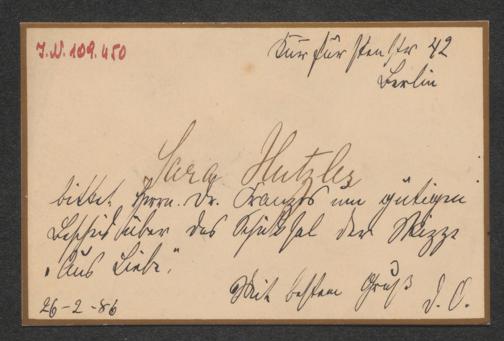 I.N. 109.450
Kurfürstenstr 42
Berlin
Sara Hutzler
bittet Herrn Dr. Franzos um gütigen
Bescheid über das Schicksal der Skizze
„Aus Liebe“.
Mit bestem Gruß
26-2-86